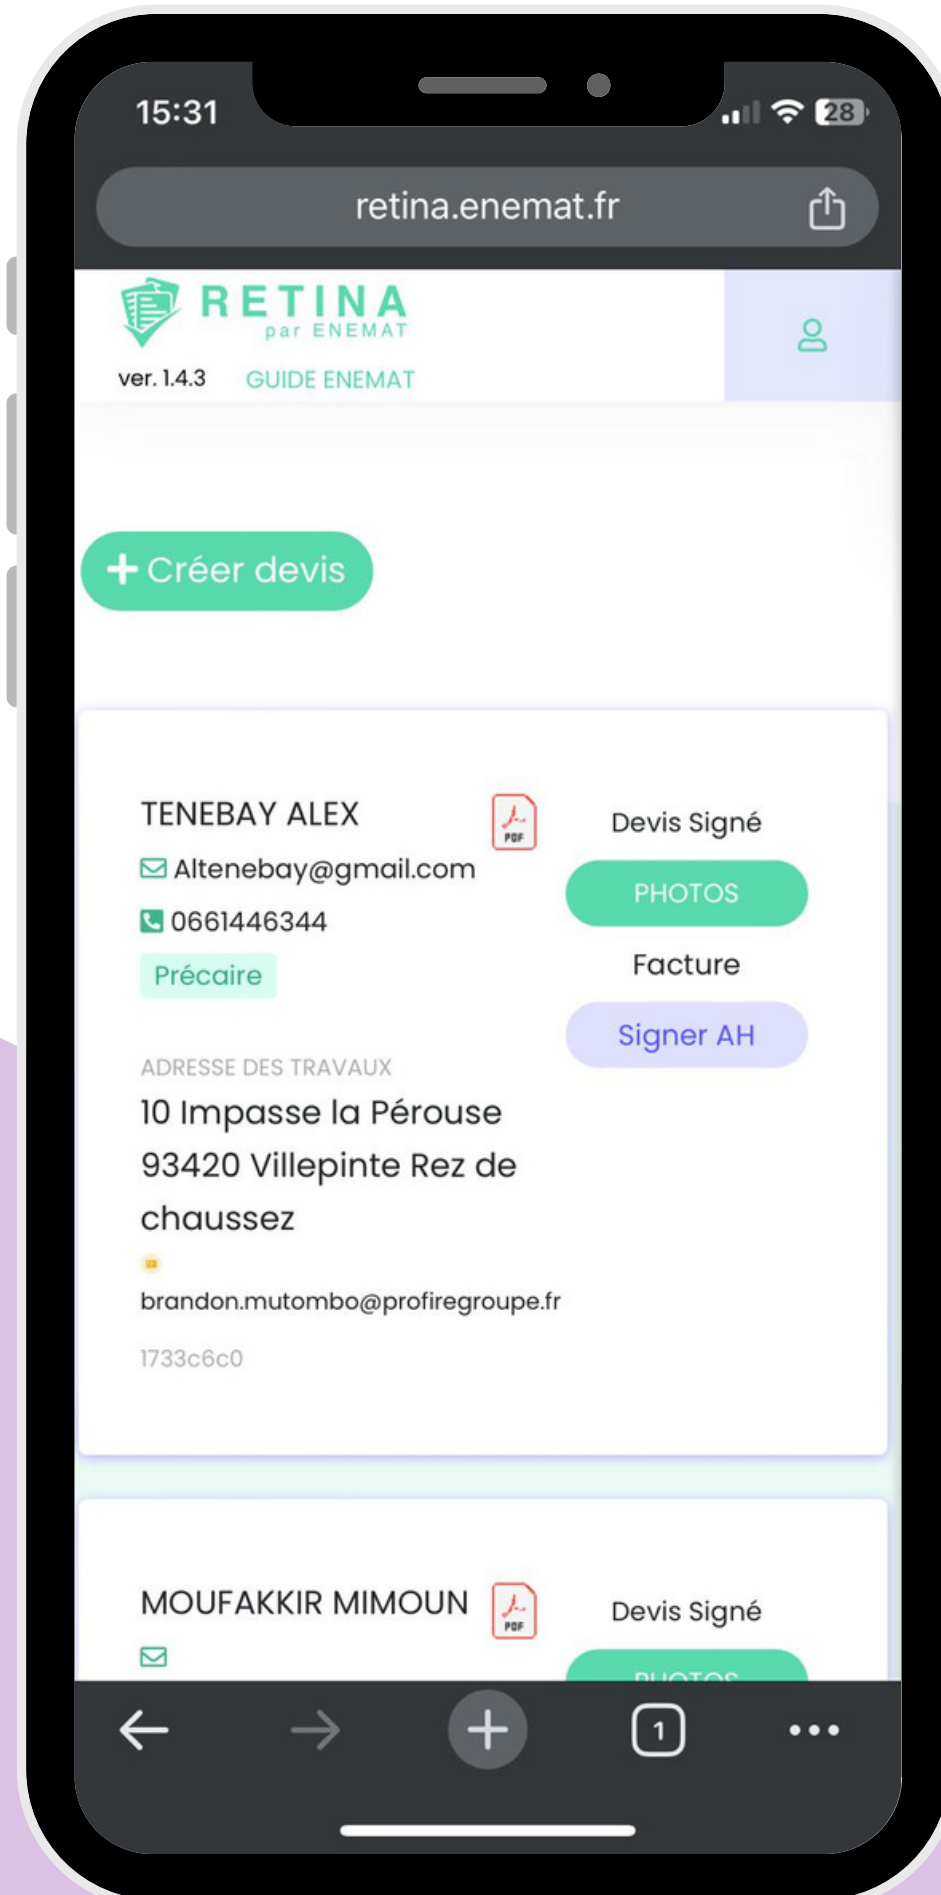 15:31
28
retina.enemat.fr
RETINA
par ENEMAT
ver. 1.4.3 GUIDE ENEMAT
+ Créer devis
TENEBAY ALEX
PDF
Devis Signé
Altenebay@gmail.com
PHOTOS
0661446344
Facture
Précaire
Signer AH
ADRESSE DES TRAVAUX
10 Impasse la Pérouse
93420 Villepinte Rez de
chaussez
brandon.mutombo@profiregroupe.fr
1733c6c0
MOUFAKKIR MIMOUN
PDF
Devis Signé
PHOTOS
1